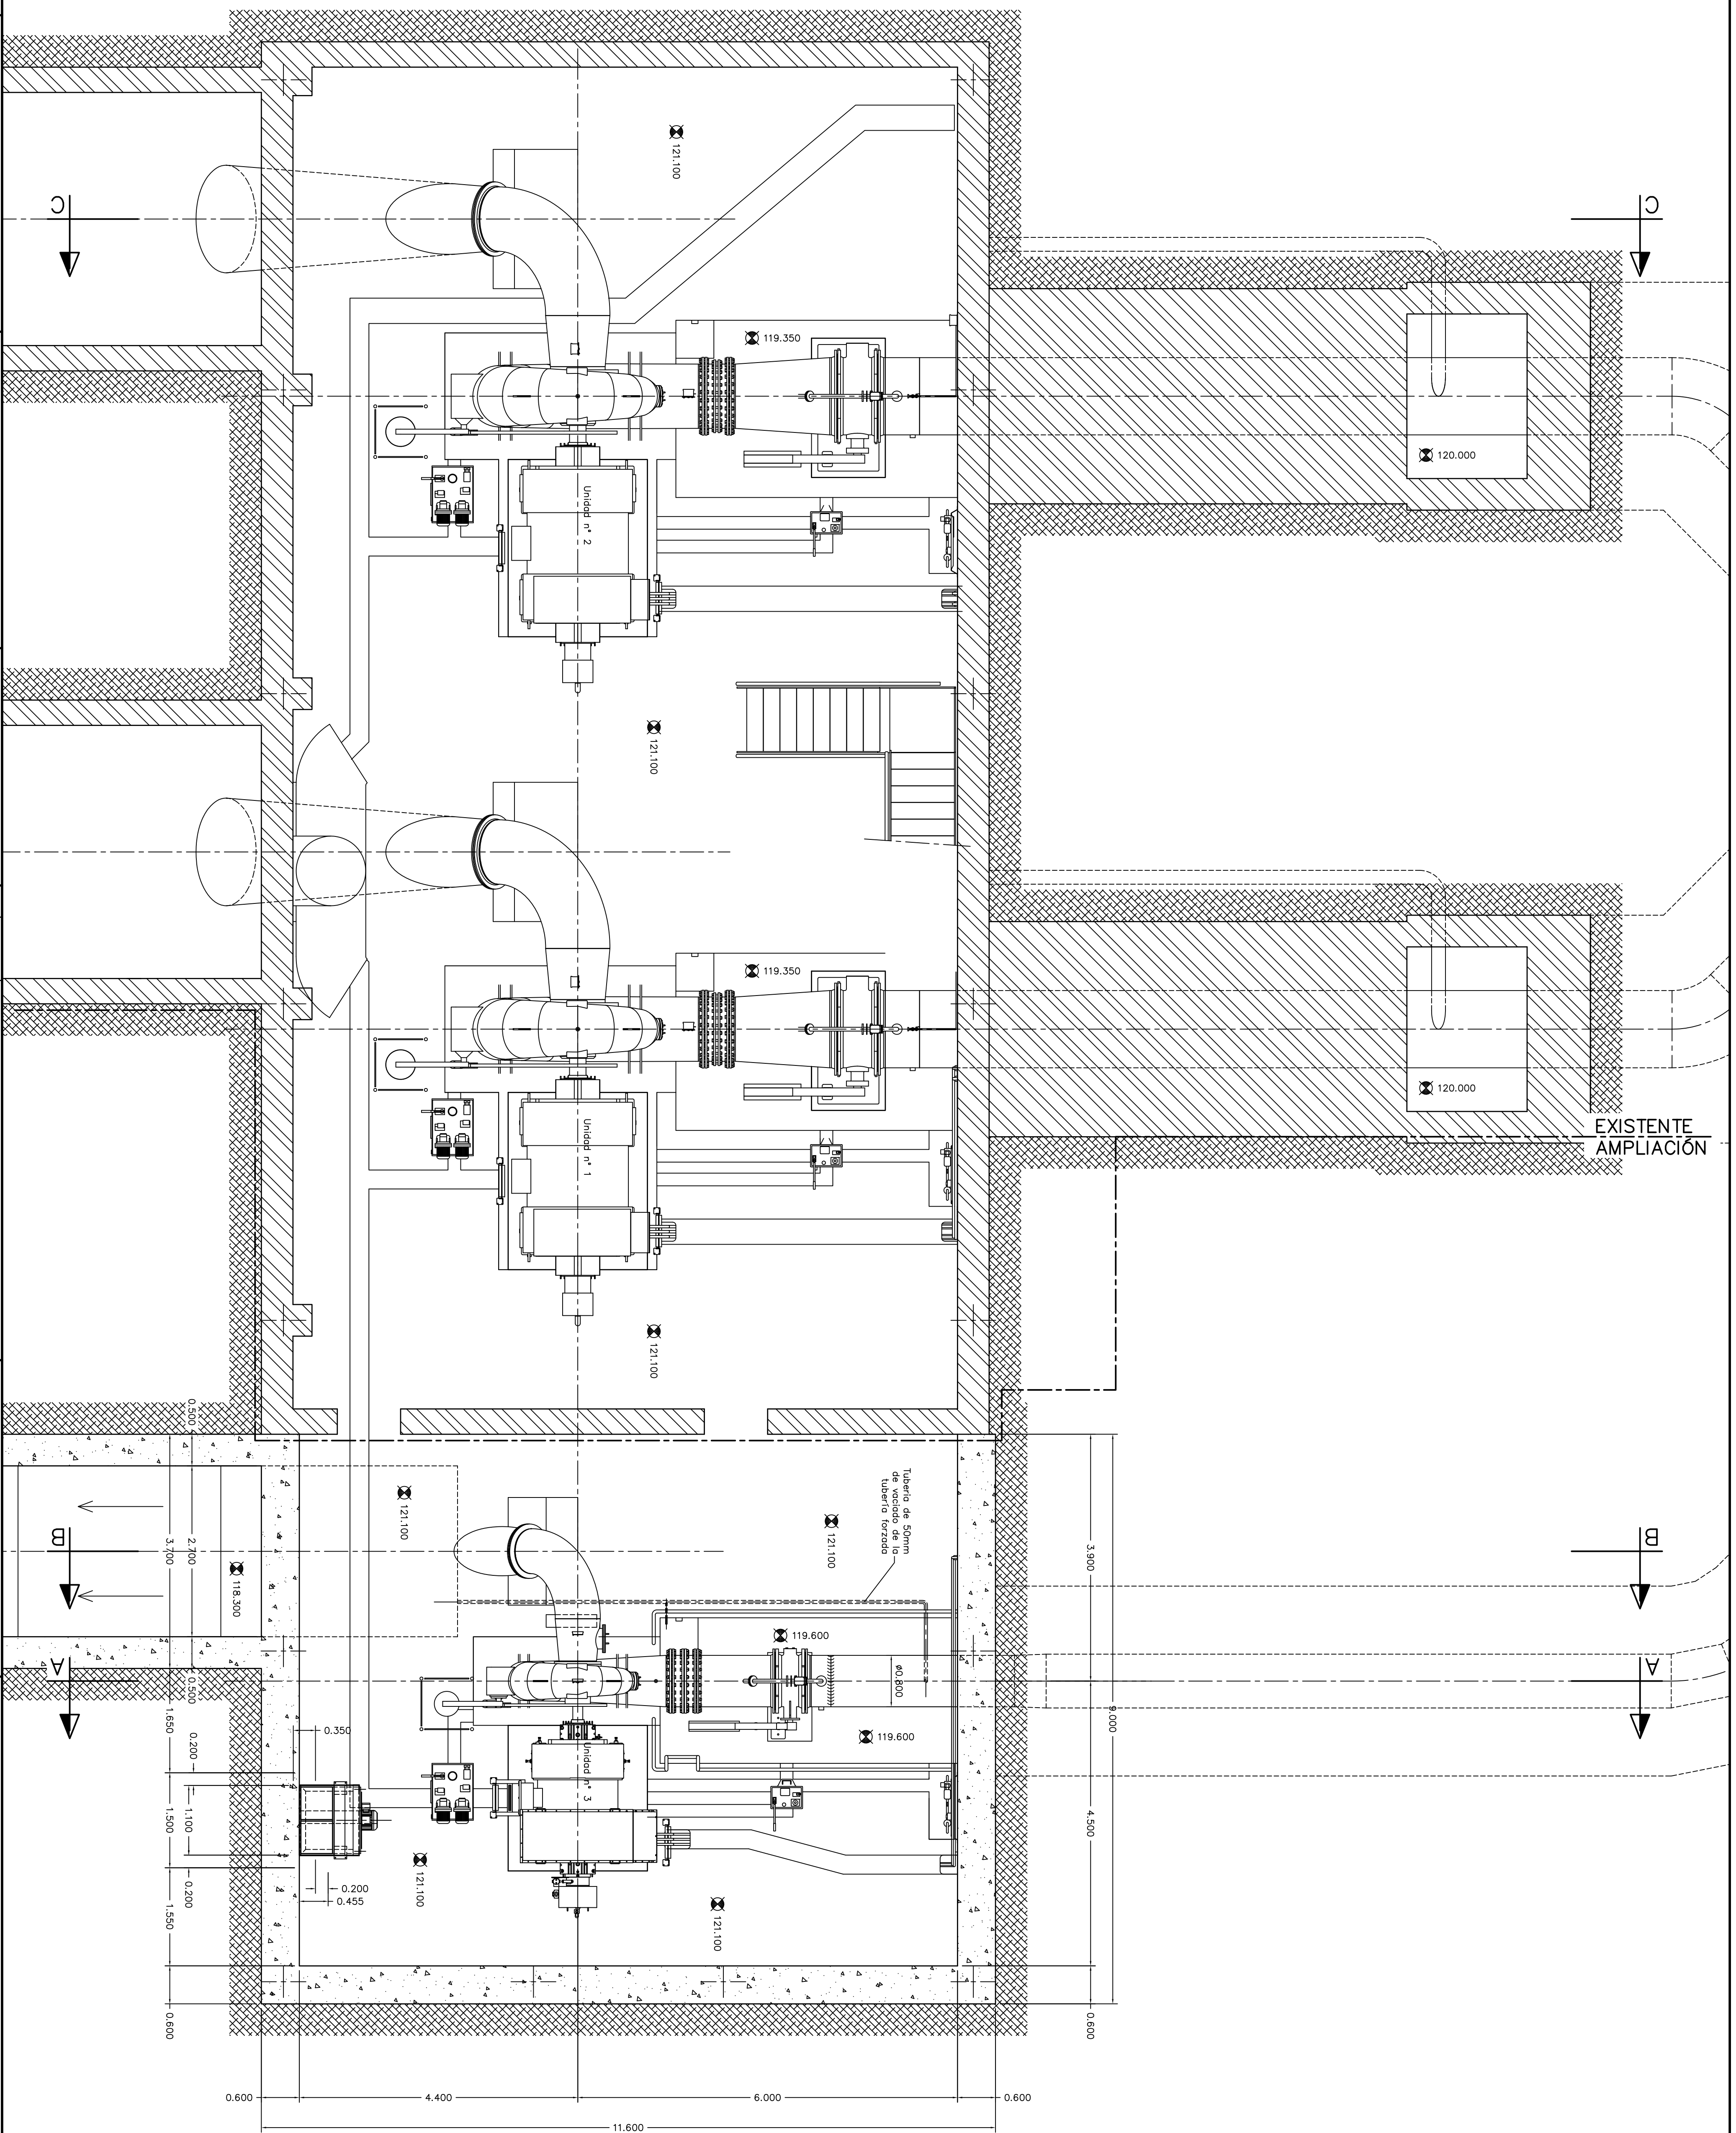 121.100
C
C
119.350
120.000
Unidad n° 2
121.100
119.350
120.000
EXISTENTE
AMPLIACIÓN
Unidad n° 1
121.100
0.500
121.100
Tubería de 50mm
de vaciado de la
tubería forzada
121.100
3.900
B
B
2.700
3.700
118.300
119.600
ø0.800
A
A
0.500
1.650
0.200
0.350
119.600
9.000
Unidad n° 3
1.100
1.500
4.500
121.100
0.200
0.200
0.455
1.550
121.100
0.600
0.600
0.600
4.400
6.000
0.600
11.600